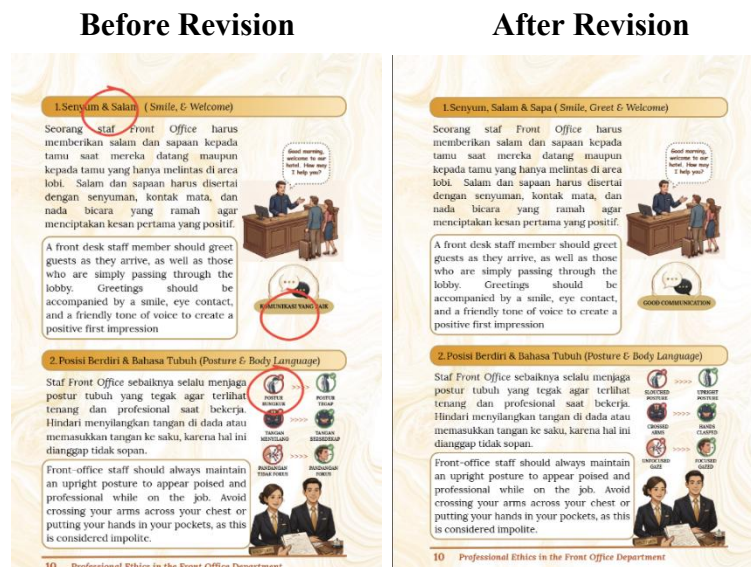 Before Revision
After Revision
1.Senyum & Salam ( Smile, & Welcome)
Seorang staf Front Office harus
memberikan salam dan sapaan kepada
tamu saat mereka datang maupun
kepada tamu yang hanya melintas di area
lobi. Salam dan sapaan harus disertai
dengan senyuman, kontak mata, dan
nada bicara yang ramah agar
menciptakan kesan pertama yang positif.
Good morning,
welcome to our
hotel. How may
I help you?
A front desk staff member should greet
guests as they arrive, as well as those
who are simply passing through the
lobby. Greetings should be
accompanied by a smile, eye contact,
and a friendly tone of voice to create a
positive first impression
KOMUNIKASI YANG BAIK
2.Posisi Berdiri & Bahasa Tubuh (Posture & Body Language)
Staf Front Office sebaiknya selalu menjaga
postur tubuh yang tegak agar terlihat
tenang dan profesional saat bekerja.
Hindari menyilangkan tangan di dada atau
memasukkan tangan ke saku, karena hal ini
dianggap tidak sopan.
>>>>
POSTUR
BUNGKUK
POSTUR
TEGAP
>>>>
TANGAN
MENYILANG
TANGAN
BERSEDEKAP
>>>>
PANDANGAN
TIDAK FOKUS
PANDANGAN
FOKUS
Front-office staff should always maintain
an upright posture to appear poised and
professional while on the job. Avoid
crossing your arms across your chest or
putting your hands in your pockets, as this
is considered impolite.
10 Professional Ethics in the Front Office Department
1.Senyum, Salam & Sapa ( Smile, Greet & Welcome)
Seorang staf Front Office harus
memberikan salam dan sapaan kepada
tamu saat mereka datang maupun
kepada tamu yang hanya melintas di area
lobi. Salam dan sapaan harus disertai
dengan senyuman, kontak mata, dan
nada bicara yang ramah agar
menciptakan kesan pertama yang positif.
Good morning,
welcome to our
hotel. How may
I help you?
A front desk staff member should greet
guests as they arrive, as well as those
who are simply passing through the
lobby. Greetings should be
accompanied by a smile, eye contact,
and a friendly tone of voice to create a
positive first impression
GOOD COMMUNICATION
2.Posisi Berdiri & Bahasa Tubuh (Posture & Body Language)
Staf Front Office sebaiknya selalu menjaga
postur tubuh yang tegak agar terlihat
tenang dan profesional saat bekerja.
Hindari menyilangkan tangan di dada atau
memasukkan tangan ke saku, karena hal ini
dianggap tidak sopan.
>>>>
SLOUCHED
POSTURE
UPRIGHT
POSTURE
>>>>
CROSSED
ARMS
HANDS
CLASPED
>>>>
UNFOCUSED
GAZE
FOCUSED
GAZED
Front-office staff should always maintain
an upright posture to appear poised and
professional while on the job. Avoid
crossing your arms across your chest or
putting your hands in your pockets, as this
is considered impolite.
10 Professional Ethics in the Front Office Department